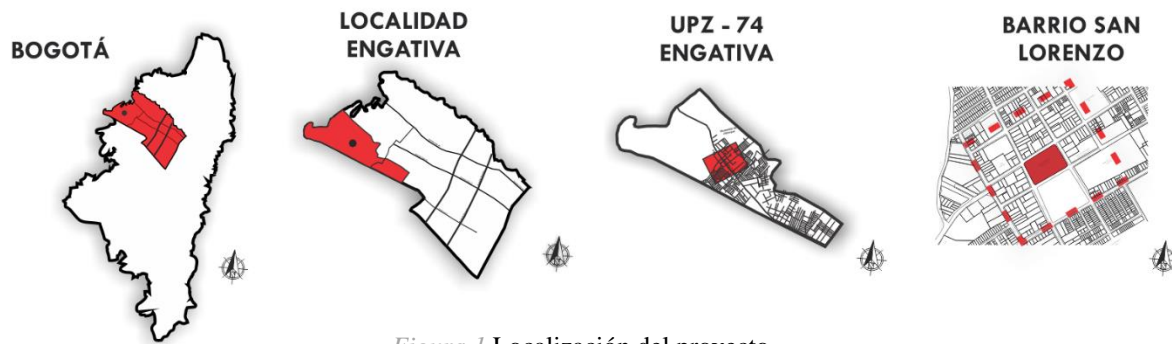 BOGOTÁ
LOCALIDAD
ENGATIVA
UPZ - 74
ENGATIVA
BARRIO SAN
LORENZO
Figura 1 Localización del proyecto